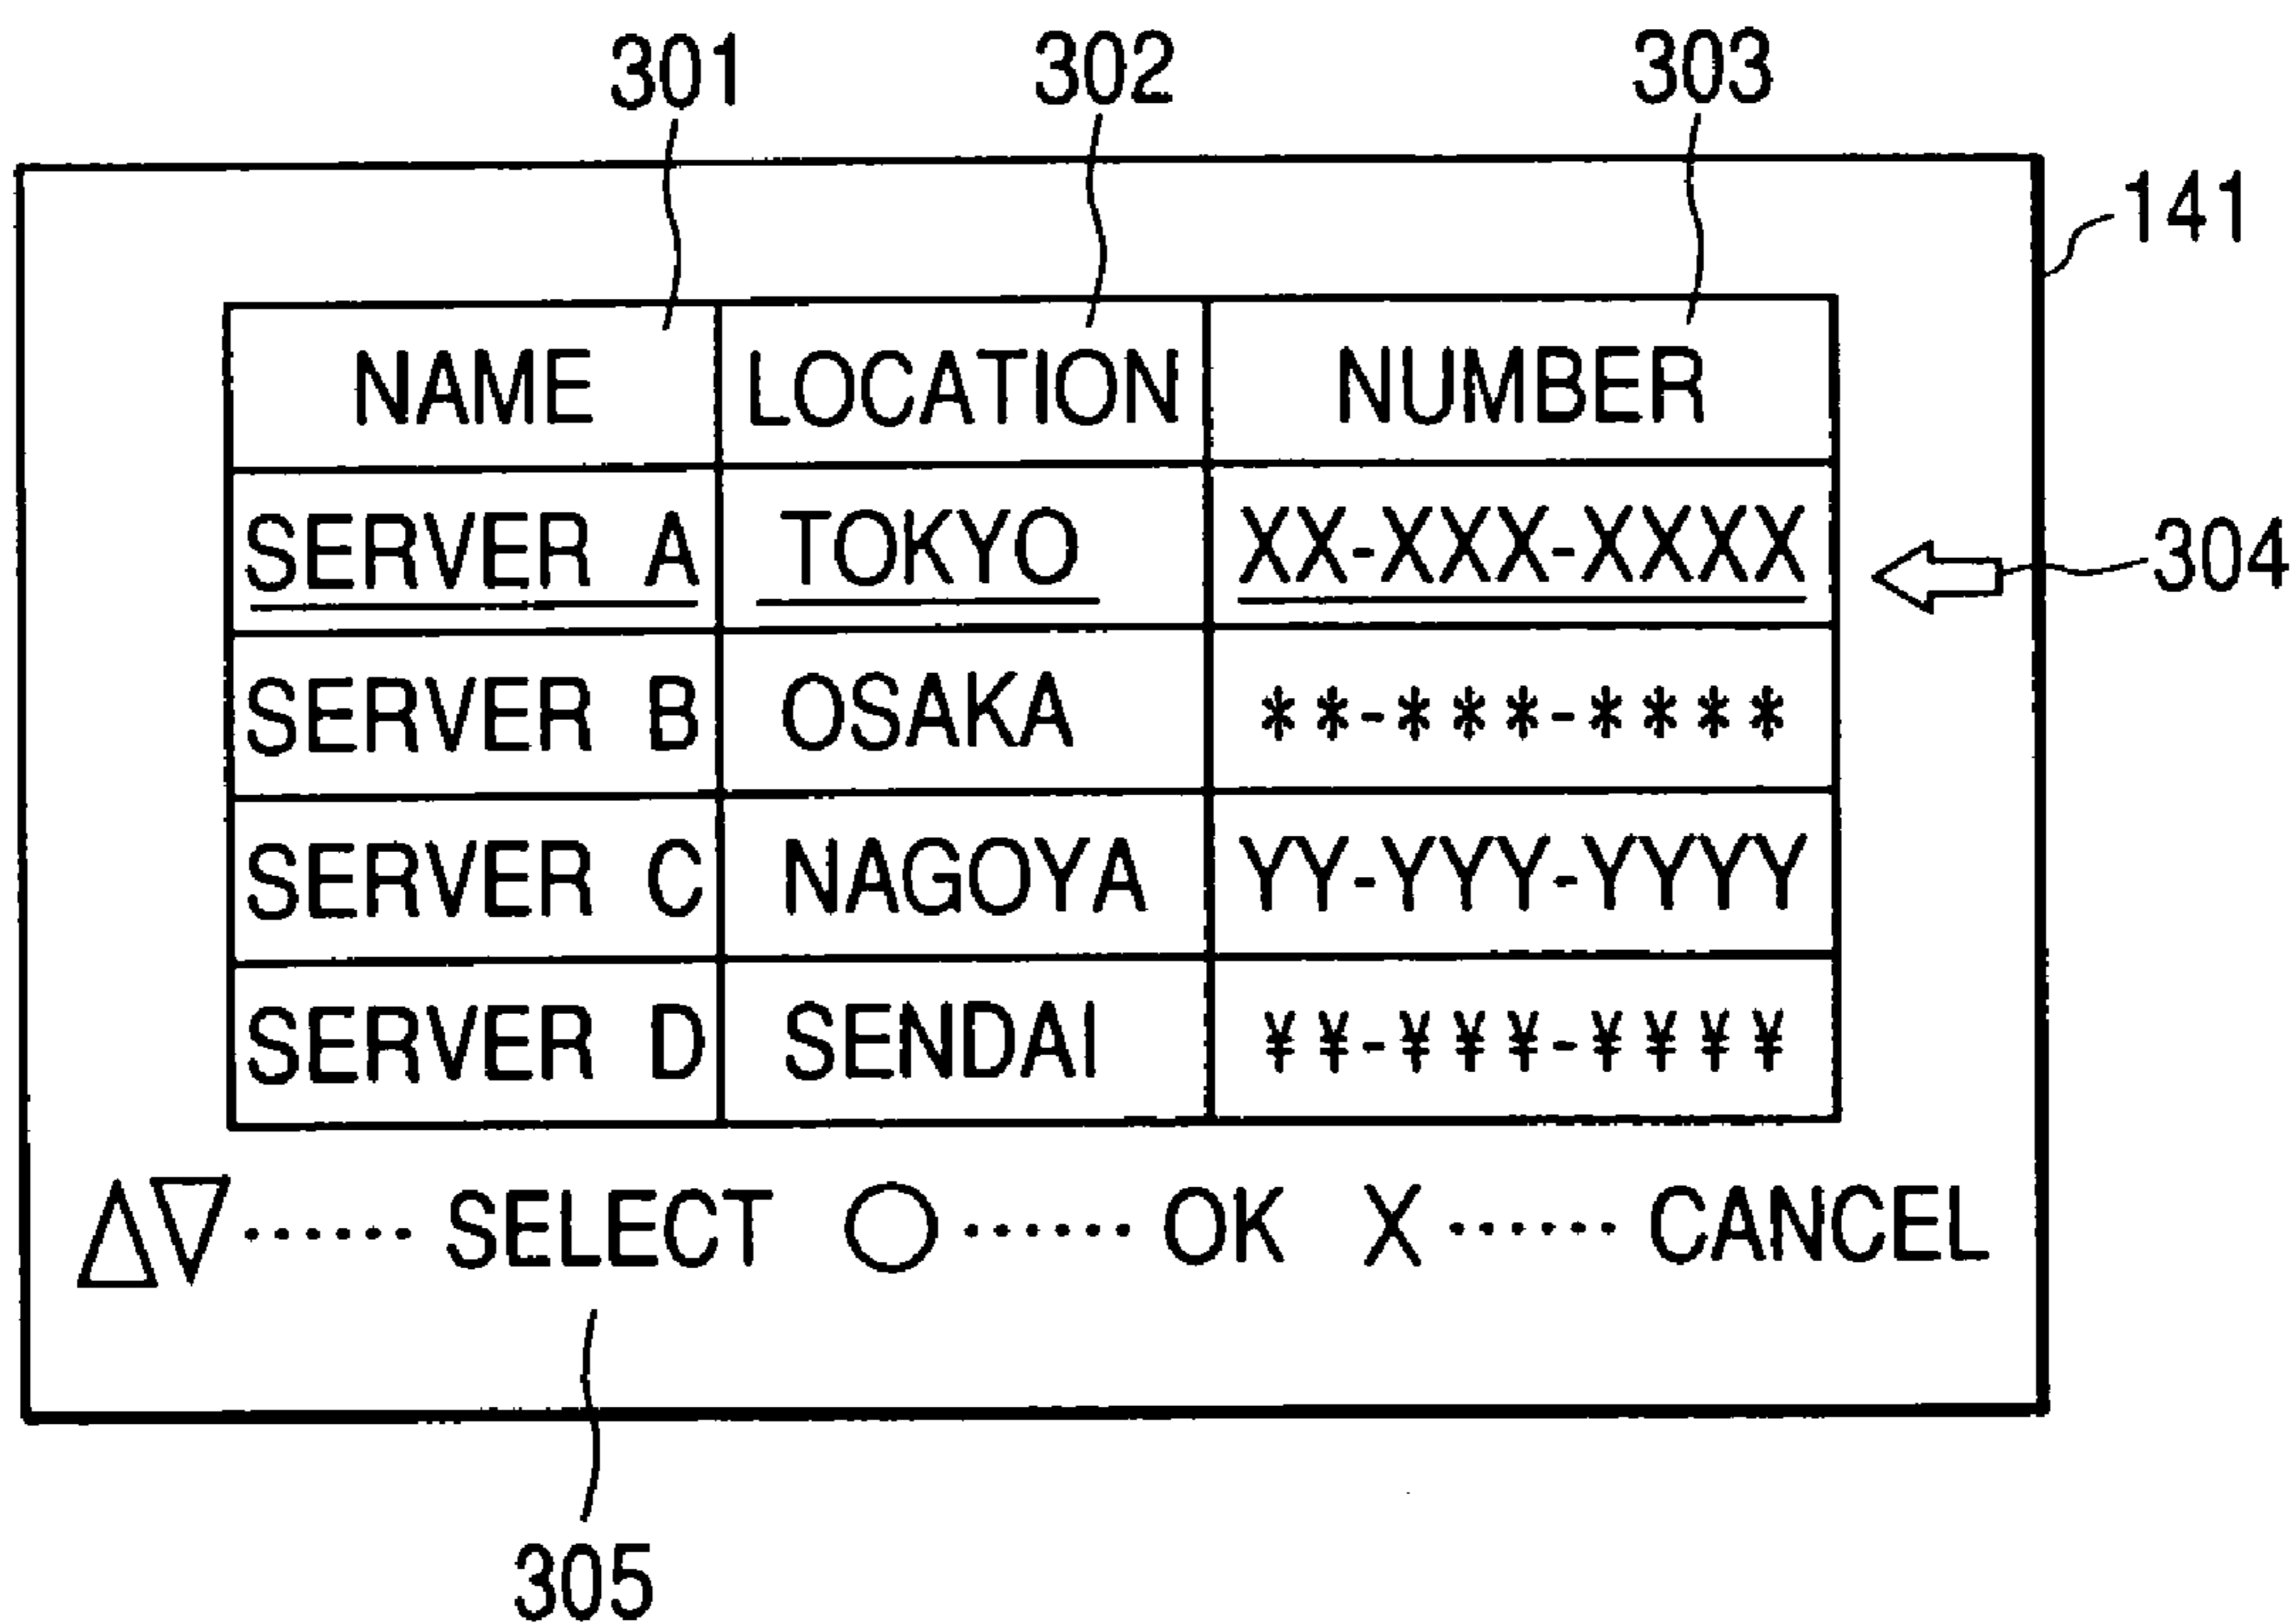 301 302 303
141
NAME LOCATION NUMBER
SERVER A TOKYO XX-XXX-XXXX
304
SERVER B OSAKA **-***-****
SERVER C NAGOYA YY-YYY-YYYY
SERVER D SENDAI ¥¥-¥¥¥-¥¥¥¥
△▽······ SELECT ○······ OK X ······ CANCEL
305